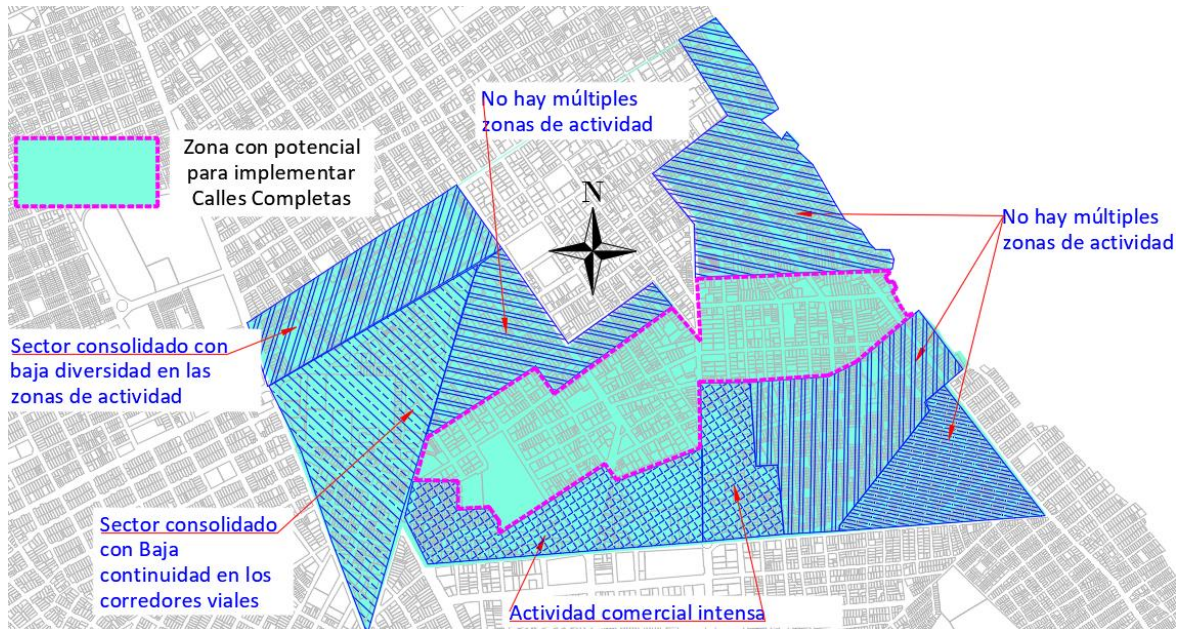 No hay múltiples
zonas de actividad
Zona con potencial
para implementar
Calles Completas
N
No hay múltiples
zonas de actividad
Sector consolidado con
baja diversidad en las
zonas de actividad
Sector consolidado
con Baja
continuidad en los
corredores viales
Actividad comercial intensa